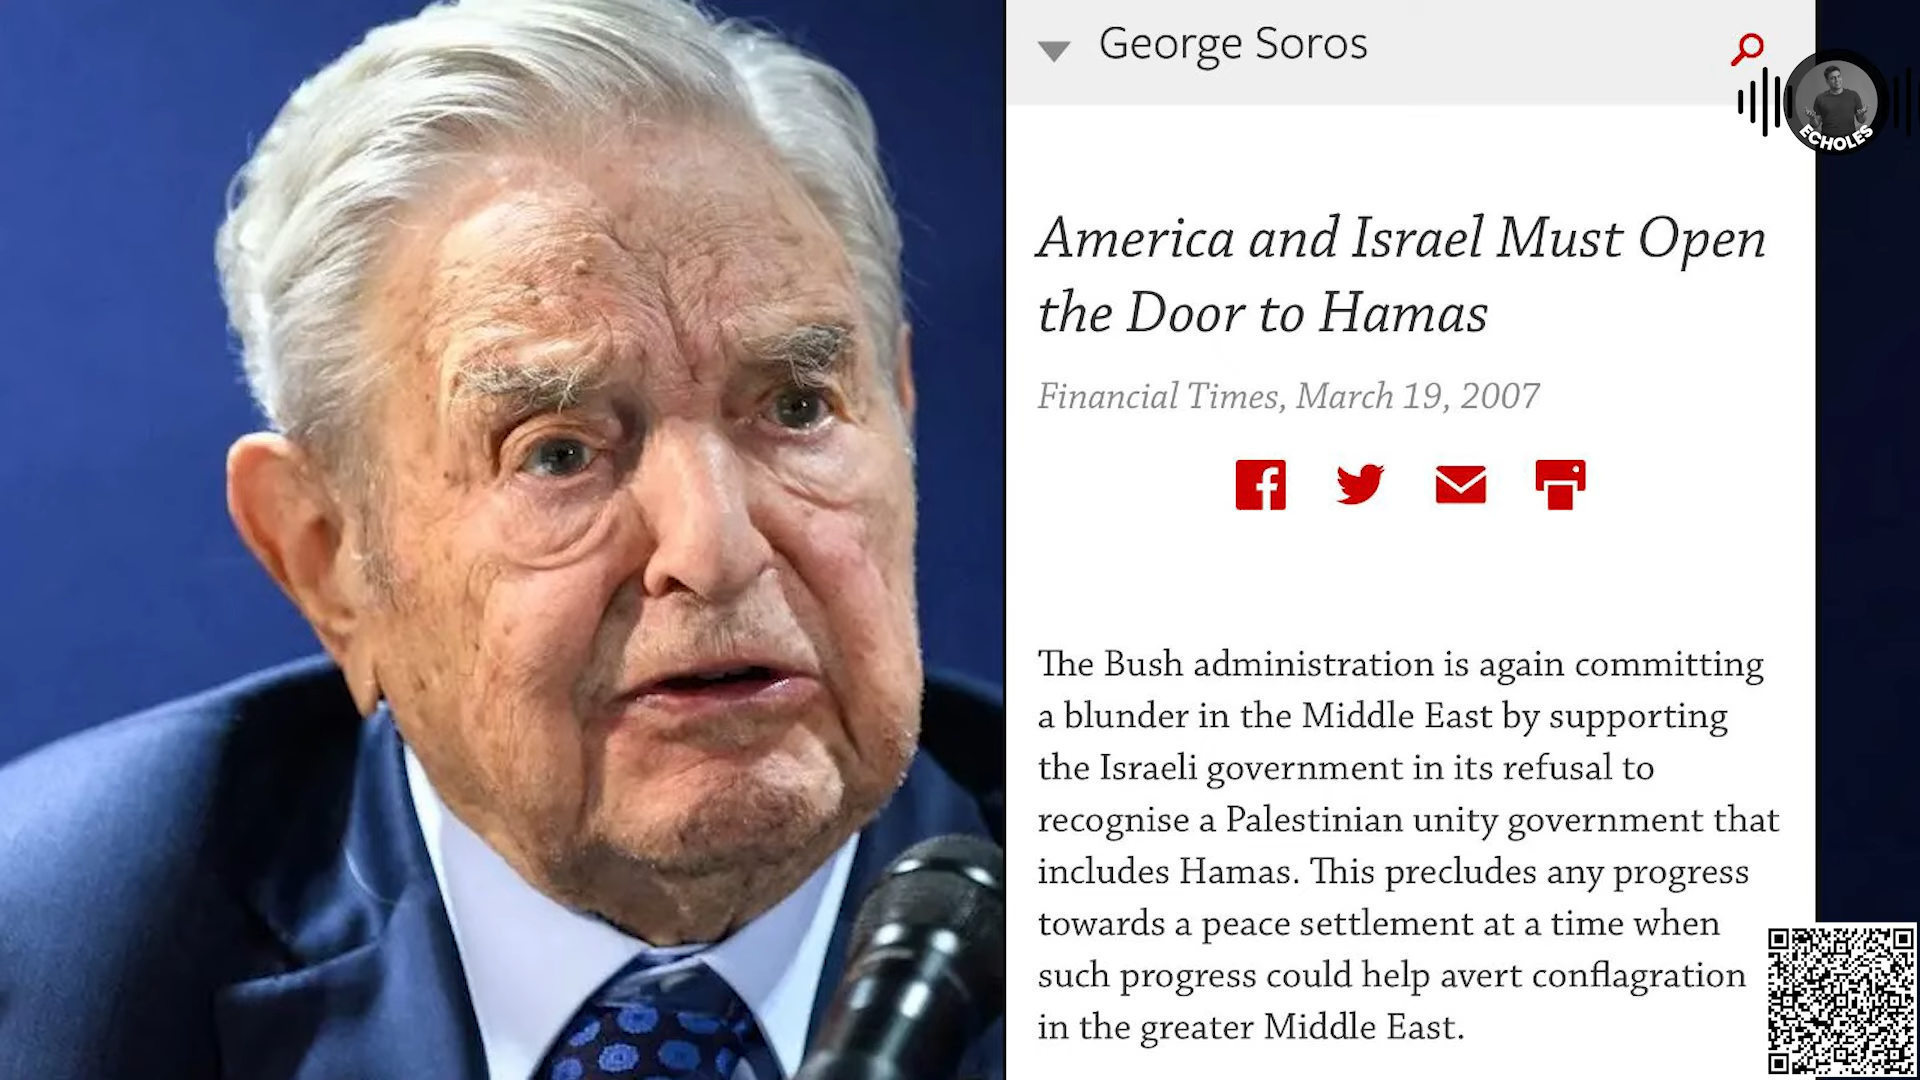 George Soros
ECHOLES
America and Israel Must Open
the Door to Hamas
Financial Times, March 19, 2007
The Bush administration is again committing
a blunder in the Middle East by supporting
the Israeli government in its refusal to
recognise a Palestinian unity government that
includes Hamas. This precludes any progress
towards a peace settlement at a time when
such progress could help avert conflagration
in the greater Middle East.